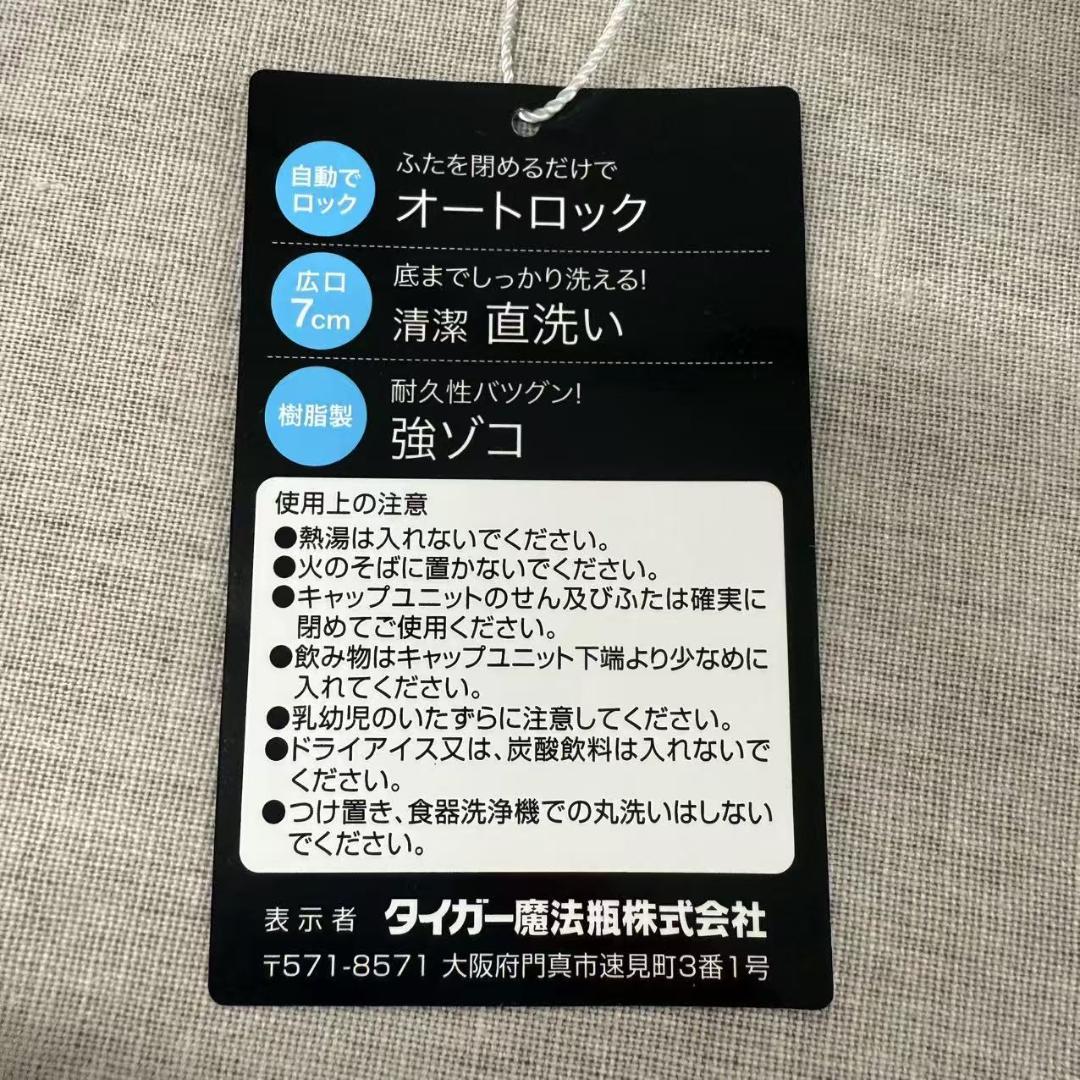 自動で
ロック
ふたを閉めるだけで
オートロック
広口
7cm
底までしっかり洗える!
清潔 直洗い
樹脂製
耐久性バツグン!
強ゾコ
使用上の注意
●熱湯は入れないでください。
●火のそばに置かないでください。
●キャップユニットのせん及びふたは確実に
閉めてご使用ください。
●飲み物はキャップユニット下端より少なめに
入れてください。
●乳幼児のいたずらに注意してください。
●ドライアイス又は、炭酸飲料は入れないで
ください。
●つけ置き、食器洗浄機での丸洗いはしない
でください。
表示者 タイガー魔法瓶株式会社
〒571-8571 大阪府門真市速見町3番1号